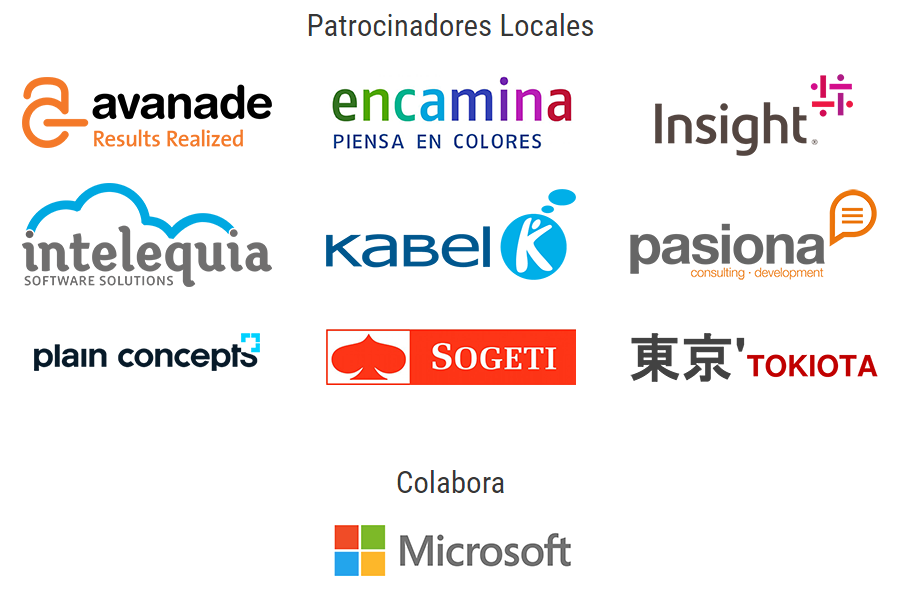 Patrocinadores Locales
avanade
Results Realized
encamina
PIENSA EN COLORES
Insight®
intelequia
SOFTWARE SOLUTIONS
KABEL K
pasiona
consulting · development
plain concepts
SOGETI
東京'TOKIOTA
Colabora
Microsoft